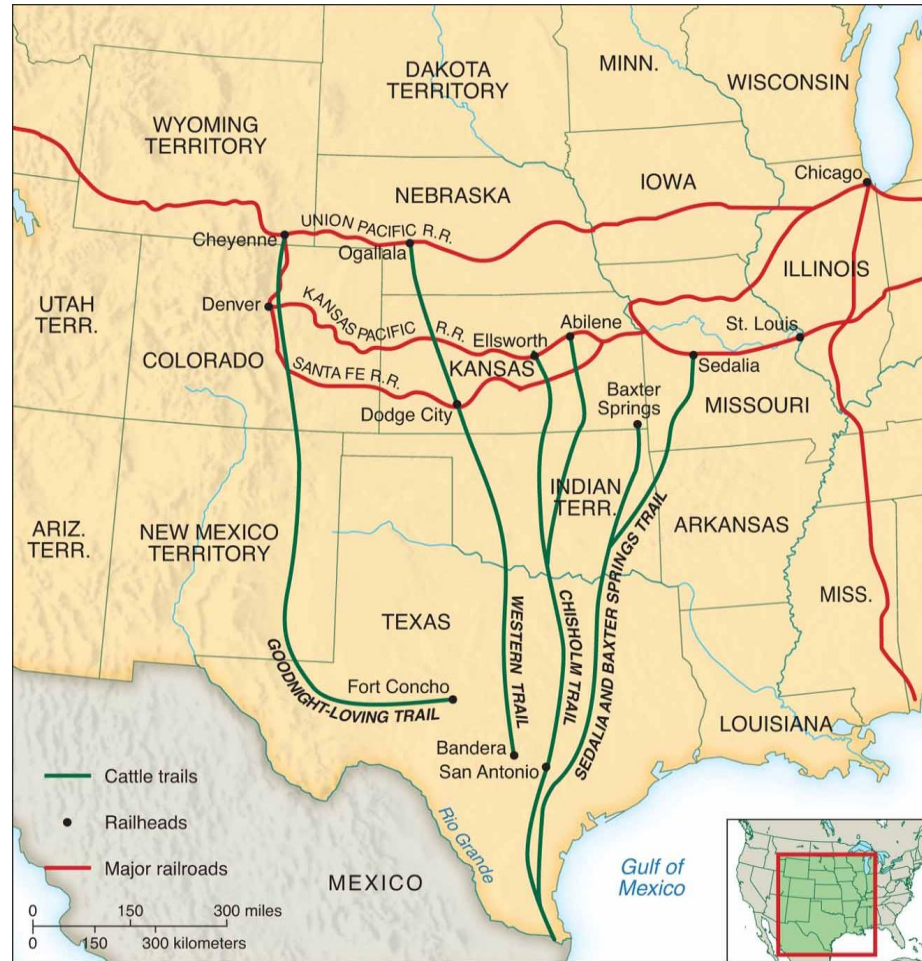 MINN.
DAKOTA
TERRITORY
WISCONSIN
WYOMING
TERRITORY
Chicago
IOWA
NEBRASKA
UNION PACIFIC R.R.
Cheyenne
Ogallala
ILLINOIS
UTAH
TERR.
Denver
KANSAS PACIFIC R.R.
Ellsworth
Abilene
St. Louis
COLORADO
KANSAS
Sedalia
SANTA FE R.R.
Baxter
Springs
MISSOURI
Dodge City
INDIAN
TERR.
ARIZ.
TERR.
NEW MEXICO
TERRITORY
ARKANSAS
MISS.
TEXAS
WESTERN TRAIL
CHISHOLM TRAIL
SEDALIA AND BAXTER SPRINGS TRAIL
GOODNIGHT-LOVING TRAIL
Fort Concho
LOUISIANA
Bandera
San Antonio
Rio Grande
Gulf of
Mexico
MEXICO
Cattle trails
Railheads
Major railroads
0 150 300 miles
0 150 300 kilometers